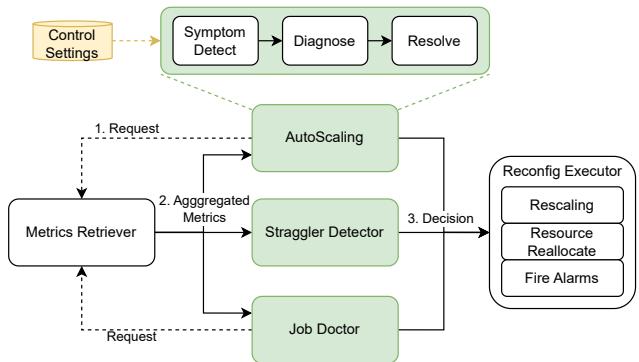 Control
Settings
Symptom
Detect
Diagnose
Resolve
1. Request
AutoScaling
2. Agggregated
Metrics
Metrics Retriever
Straggler Detector
3. Decision
Reconfig Executor
Rescaling
Resource
Reallocate
Fire Alarms
Request
Job Doctor